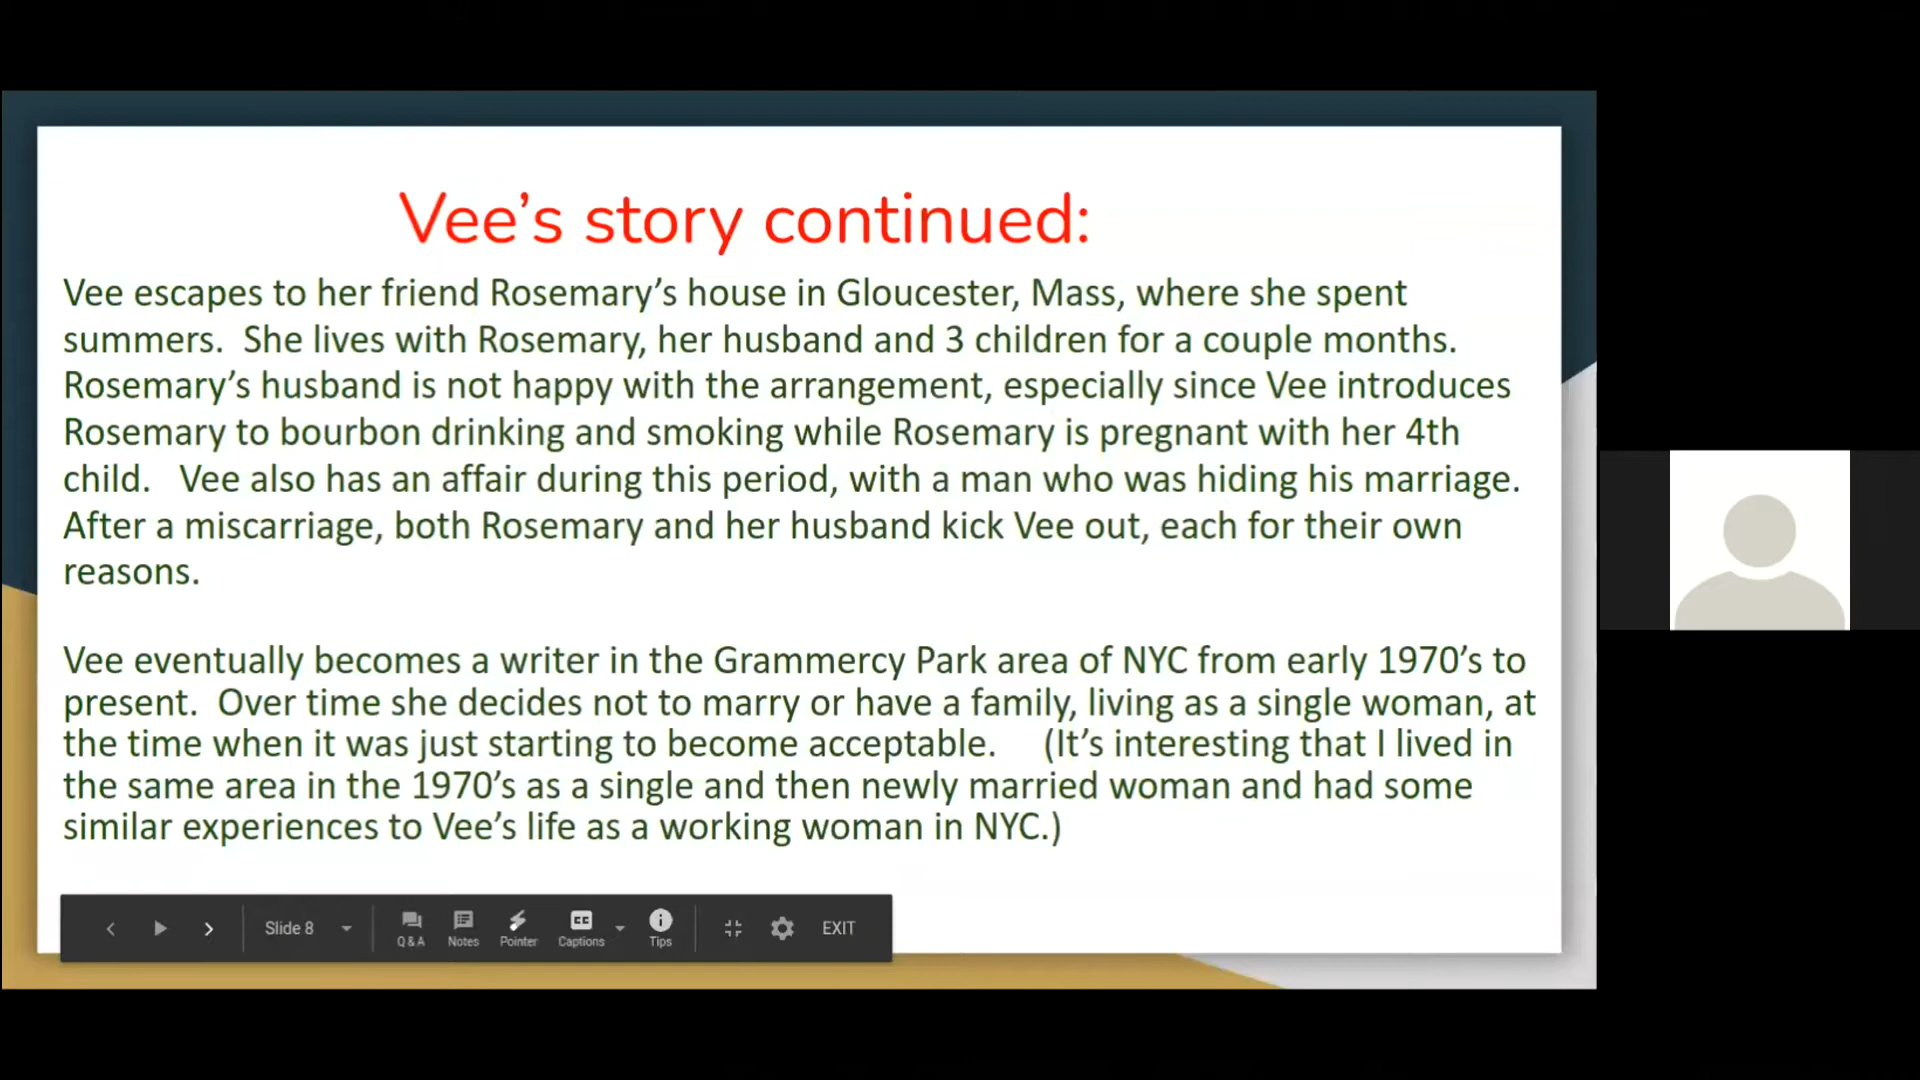 Vee’s story continued:
Vee escapes to her friend Rosemary’s house in Gloucester, Mass, where she spent
summers.  She lives with Rosemary, her husband and 3 children for a couple months.
Rosemary’s husband is not happy with the arrangement, especially since Vee introduces
Rosemary to bourbon drinking and smoking while Rosemary is pregnant with her 4th
child.   Vee also has an affair during this period, with a man who was hiding his marriage.
After a miscarriage, both Rosemary and her husband kick Vee out, each for their own
reasons.
Vee eventually becomes a writer in the Grammercy Park area of NYC from early 1970’s to
present.  Over time she decides not to marry or have a family, living as a single woman, at
the time when it was just starting to become acceptable.     (It’s interesting that I lived in
the same area in the 1970’s as a single and then newly married woman and had some
similar experiences to Vee’s life as a working woman in NYC.)
Slide 8 Q&A Notes Pointer CC Captions Tips EXIT